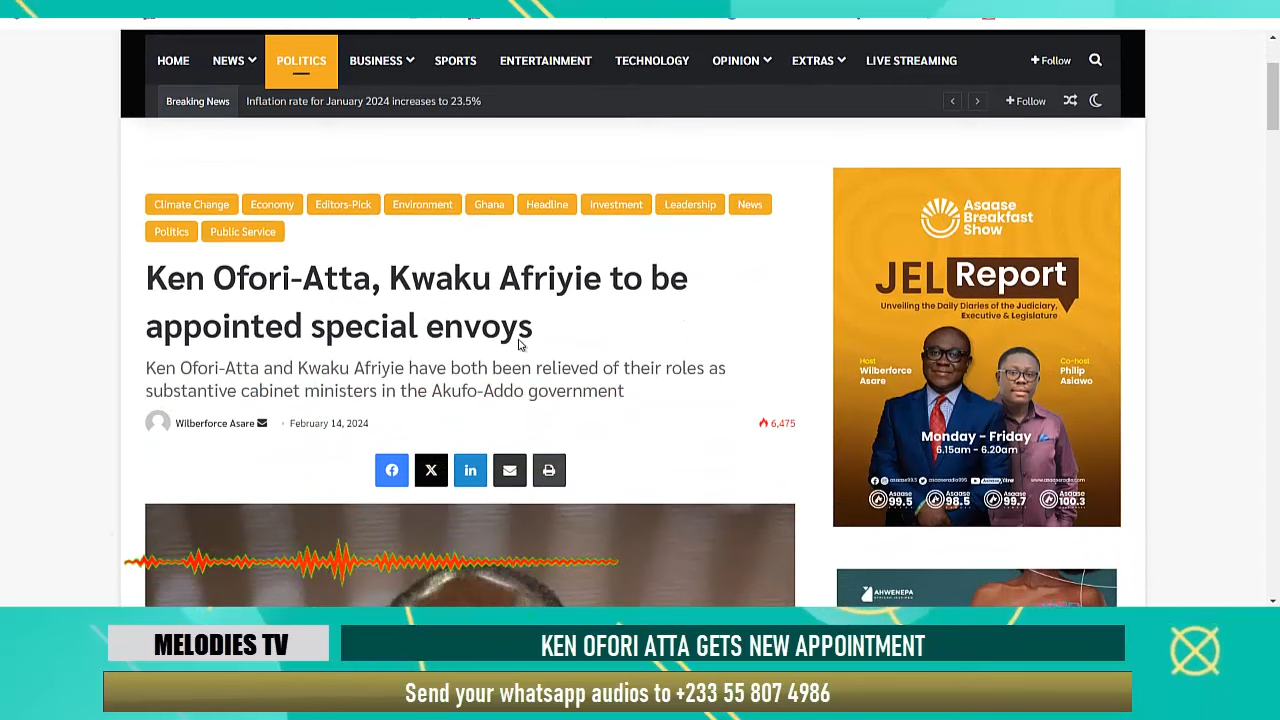 HOME NEWS POLITICS BUSINESS SPORTS ENTERTAINMENT TECHNOLOGY OPINION EXTRAS LIVE STREAMING + Follow
Breaking News Inflation rate for January 2024 increases to 23.5% + Follow
Climate Change Economy Editors-Pick Environment Ghana Headline Investment Leadership News
Politics Public Service
Ken Ofori-Atta, Kwaku Afriyie to be
appointed special envoys
Ken Ofori-Atta and Kwaku Afriyie have both been relieved of their roles as
substantive cabinet ministers in the Akufo-Addo government
Wilberforce Asare February 14, 2024 6,475
Asaase
Breakfast
Show
JEL Report
Unveiling the Daily Diaries of the Judiciary,
Executive & Legislature
Host
Wilberforce
Asare
Co-host
Philip
Asiawo
Monday - Friday
6.15am - 6.20am
Asaase 99.5 Asaase 98.5 Asaase 99.7 Asaase 100.3
AHWENEPA
MELODIES TV
KEN OFORI ATTA GETS NEW APPOINTMENT
Send your whatsapp audios to +233 55 807 4986